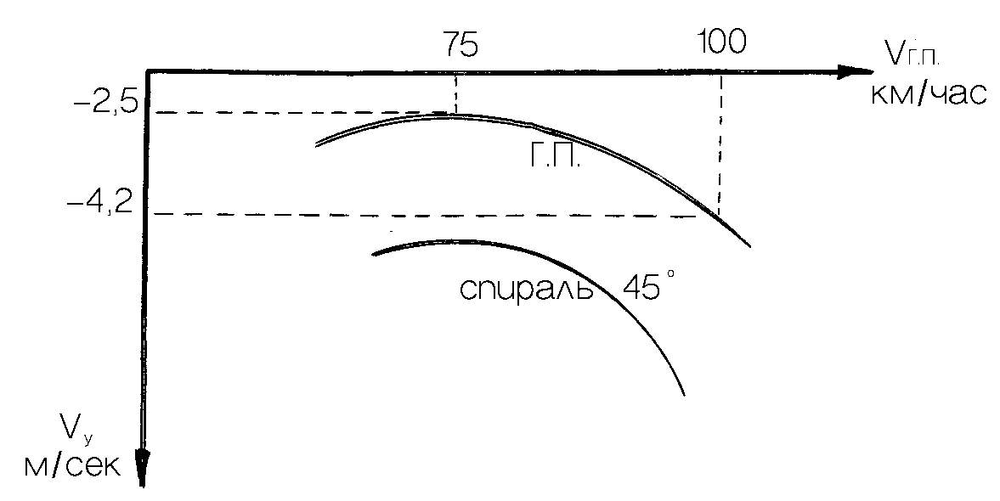 75
100
Vг.п.
км/час
−2,5
Г.П.
−4,2
спираль 45°
Vy
м/сек